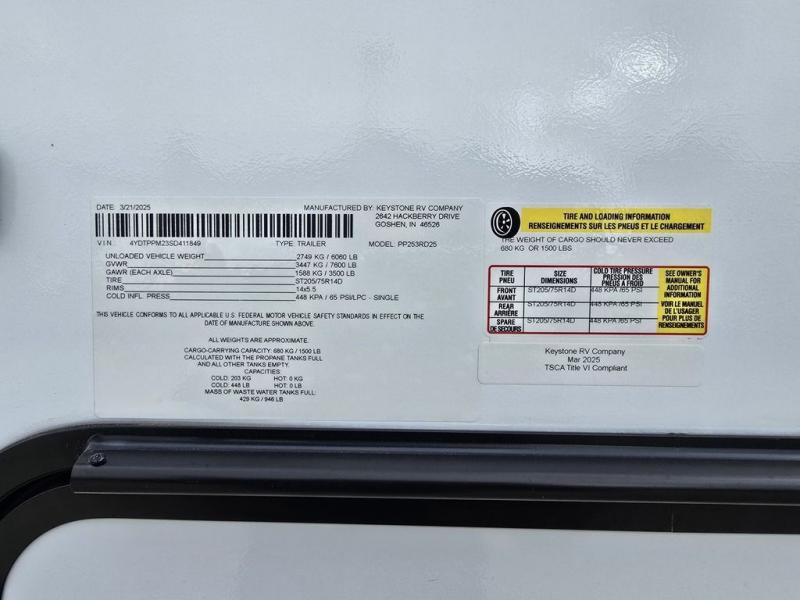 DATE: 3/21/2025 MANUFACTURED BY: KEYSTONE RV COMPANY
2642 HACKBERRY DRIVE
GOSHEN, IN 46526
V I N : 4YDTPPM23SD411849 TYPE: TRAILER MODEL: PP253RD25
UNLOADED VEHICLE WEIGHT 2749 KG / 6060 LB
GVWR 3447 KG / 7600 LB
GAWR (EACH AXLE) 1588 KG / 3500 LB
TIRE ST205/75R14D
RIMS 14x5.5
COLD INFL. PRESS 448 KPA / 65 PSI/LPC - SINGLE
THIS VEHICLE CONFORMS TO ALL APPLICABLE U.S. FEDERAL MOTOR VEHICLE SAFETY STANDARDS IN EFFECT ON THE
DATE OF MANUFACTURE SHOWN ABOVE.
ALL WEIGHTS ARE APPROXIMATE.
CARGO-CARRYING CAPACITY: 680 KG / 1500 LB
CALCULATED WITH THE PROPANE TANKS FULL
AND ALL OTHER TANKS EMPTY.
CAPACITIES:
COLD: 203 KG HOT: 0 KG
COLD: 448 LB HOT: 0 LB
MASS OF WASTE WATER TANKS FULL:
429 KG / 946 LB
TIRE AND LOADING INFORMATION
RENSEIGNEMENTS SUR LES PNEUS ET LE CHARGEMENT
THE WEIGHT OF CARGO SHOULD NEVER EXCEED
680 KG OR 1500 LBS
TIRE
PNEU
SIZE
DIMENSIONS
COLD TIRE PRESSURE
PRESSION DES
PNEUS A FROID
SEE OWNER'S
MANUAL FOR
ADDITIONAL
INFORMATION
VOIR LE MANUEL
DE L'USAGER
POUR PLUS DE
RENSEIGNEMENTS
FRONT
AVANT
ST205/75R14D 448 KPA /65 PSI
REAR
ARRIÈRE
ST205/75R14D 448 KPA /65 PSI
SPARE
DE SECOURS
ST205/75R14D 448 KPA /65 PSI
Keystone RV Company
Mar 2025
TSCA Title VI Compliant